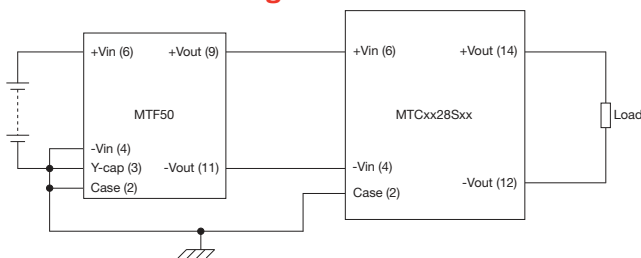 +Vin (6)
+Vout (9)
MTF50
-Vin (4)
Y-cap (3)
-Vout (11)
Case (2)
+Vin (6)
+Vout (14)
MTCxx28Sxx
Load
-Vin (4)
Case (2)
-Vout (12)